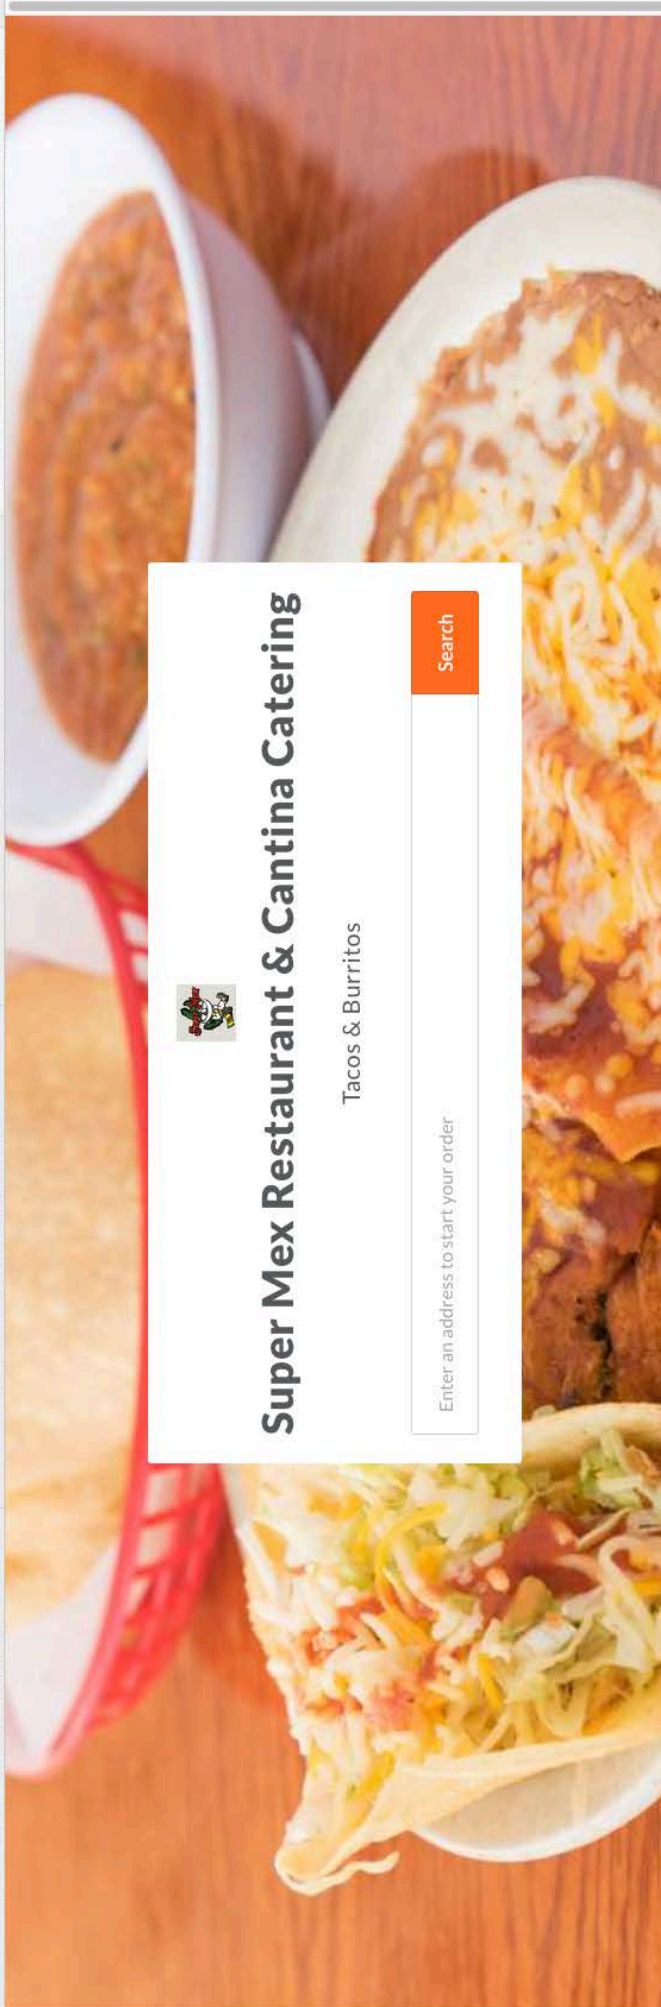 Super Mex Restaurant & Cantina Catering
Tacos & Burritos
Enter an address to start your order
Search